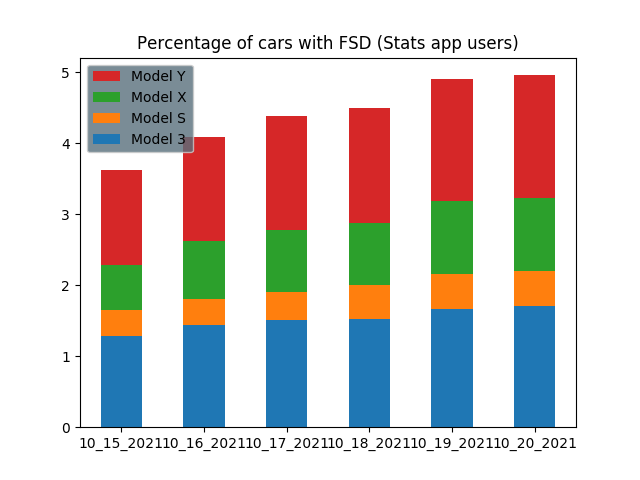 Percentage of cars with FSD (Stats app users)
Model Y
Model X
Model S
Model 3
5
4
3
2
1
0
10_15_2021 10_16_2021 10_17_2021 10_18_2021 10_19_2021 10_20_2021